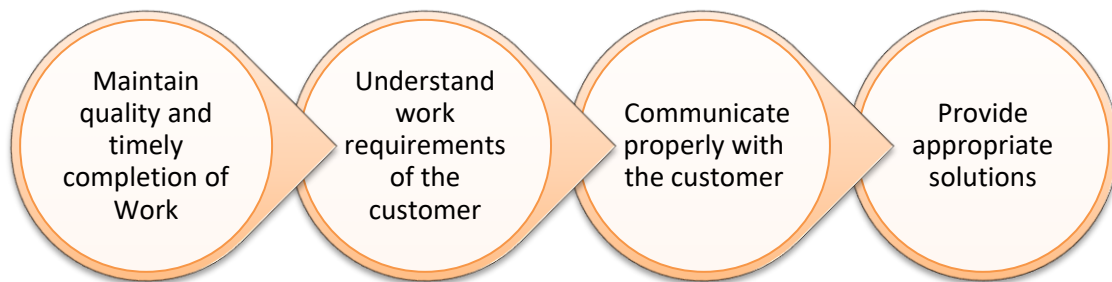 Maintain
quality and
timely
completion of
Work
Understand
work
requirements
of the
customer
Communicate
properly with
the customer
Provide
appropriate
solutions